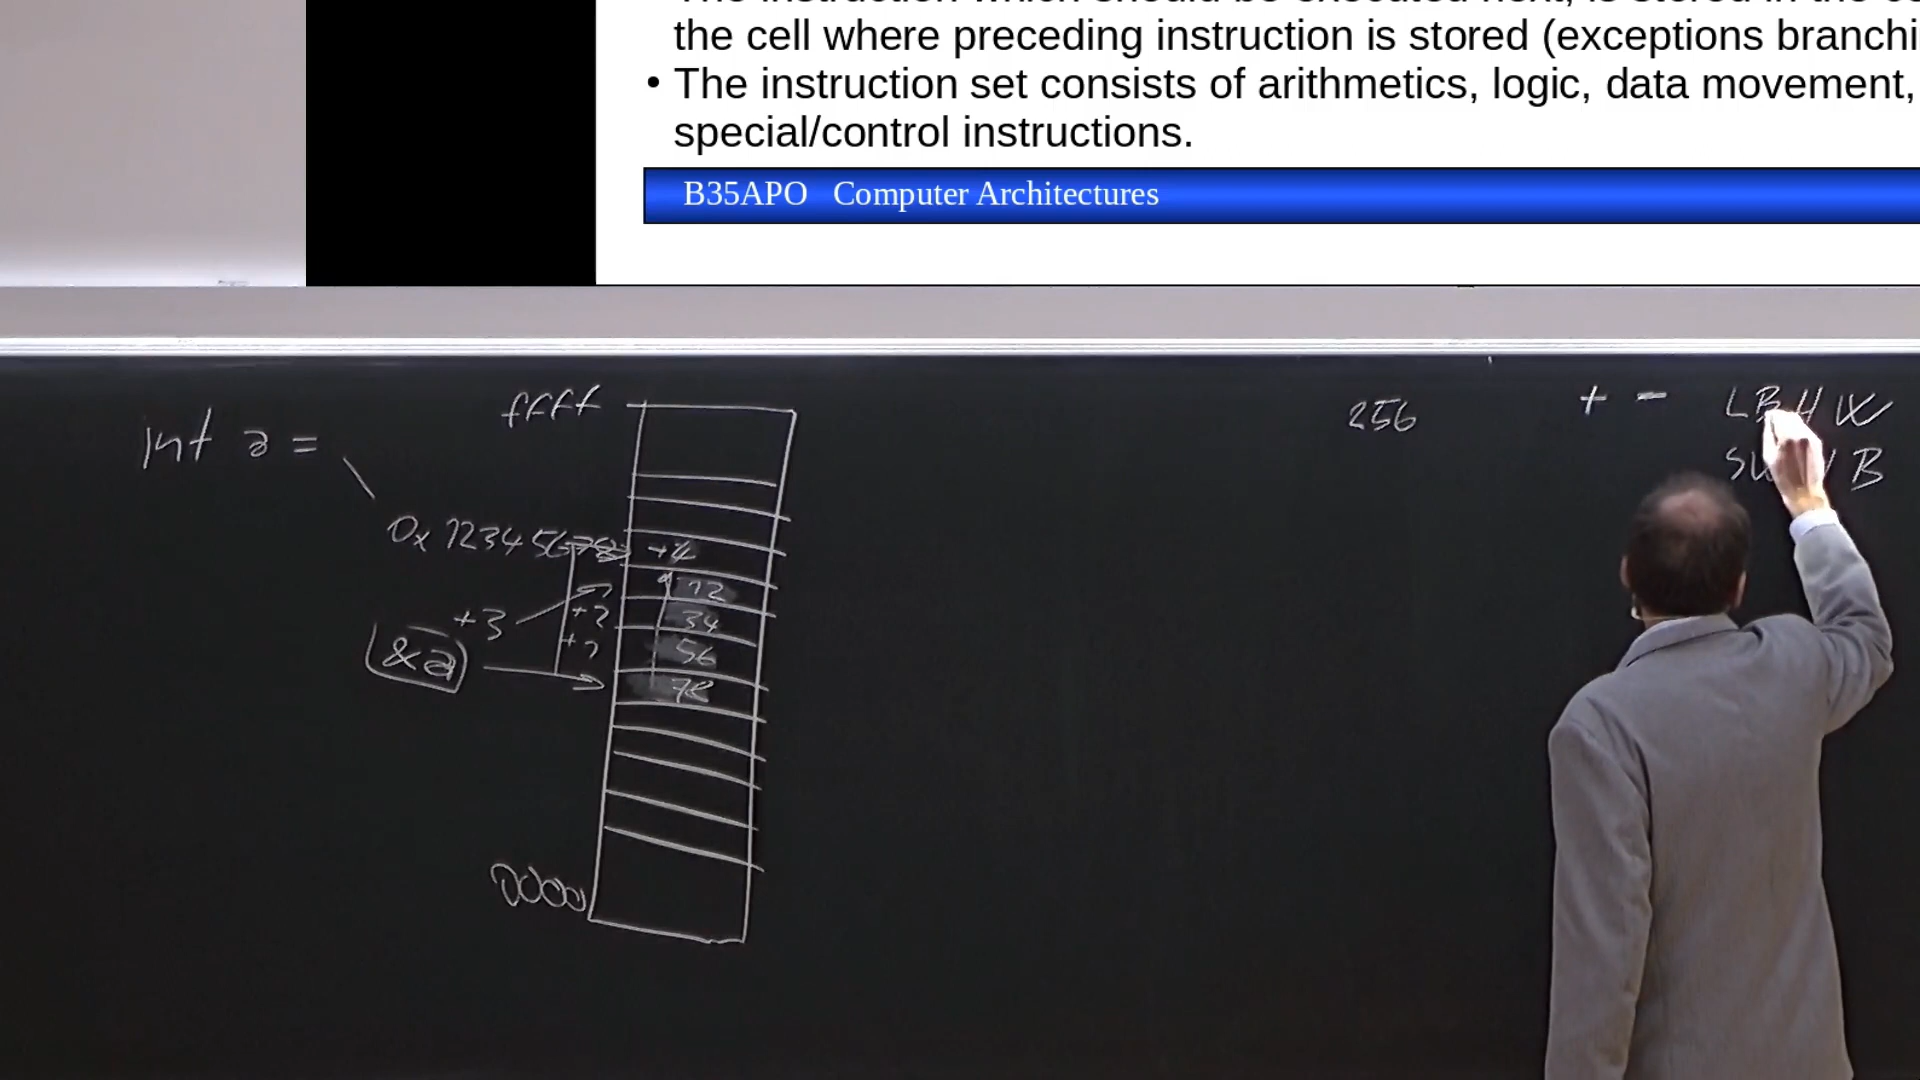 the cell where preceding instruction is stored (exceptions branchi
• The instruction set consists of arithmetics, logic, data movement,
special/control instructions.
B35APO Computer Architectures
int a =
ffff
256
+ -
LB H W
B
0x 12345678
+4
12
+3
+2
34
&a
56
78
0000